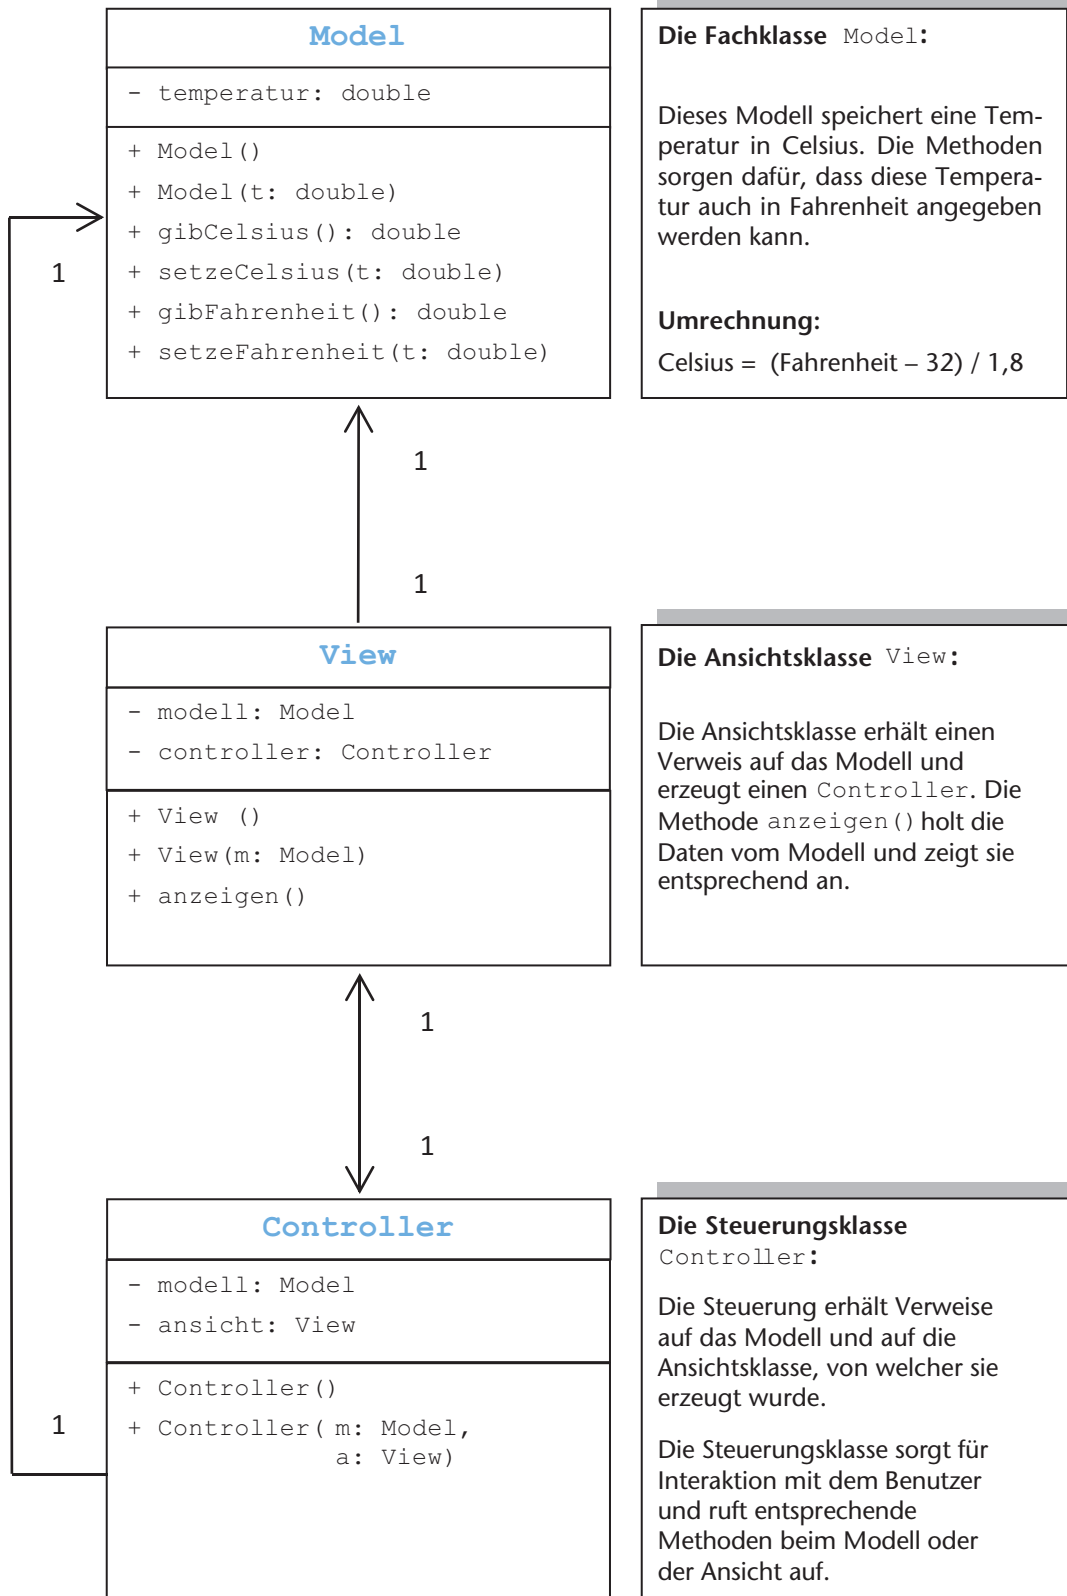 Model
- temperatur: double
+ Model()
+ Model(t: double)
+ gibCelsius(): double
+ setzeCelsius(t: double)
+ gibFahrenheit(): double
+ setzeFahrenheit(t: double)
Die Fachklasse Model:
Dieses Modell speichert eine Tem-
peratur in Celsius. Die Methoden
sorgen dafür, dass diese Tempera-
tur auch in Fahrenheit angegeben
werden kann.
Umrechnung:
Celsius = (Fahrenheit – 32) / 1,8
1
1
1
View
- modell: Model
- controller: Controller
+ View ()
+ View(m: Model)
+ anzeigen()
Die Ansichtsklasse View:
Die Ansichtsklasse erhält einen
Verweis auf das Modell und
erzeugt einen Controller. Die
Methode anzeigen() holt die
Daten vom Modell und zeigt sie
entsprechend an.
1
1
Controller
- modell: Model
- ansicht: View
+ Controller()
+ Controller( m: Model,
a: View)
1
Die Steuerungsklasse
Controller:
Die Steuerung erhält Verweise
auf das Modell und auf die
Ansichtsklasse, von welcher sie
erzeugt wurde.
Die Steuerungsklasse sorgt für
Interaktion mit dem Benutzer
und ruft entsprechende
Methoden beim Modell oder
der Ansicht auf.